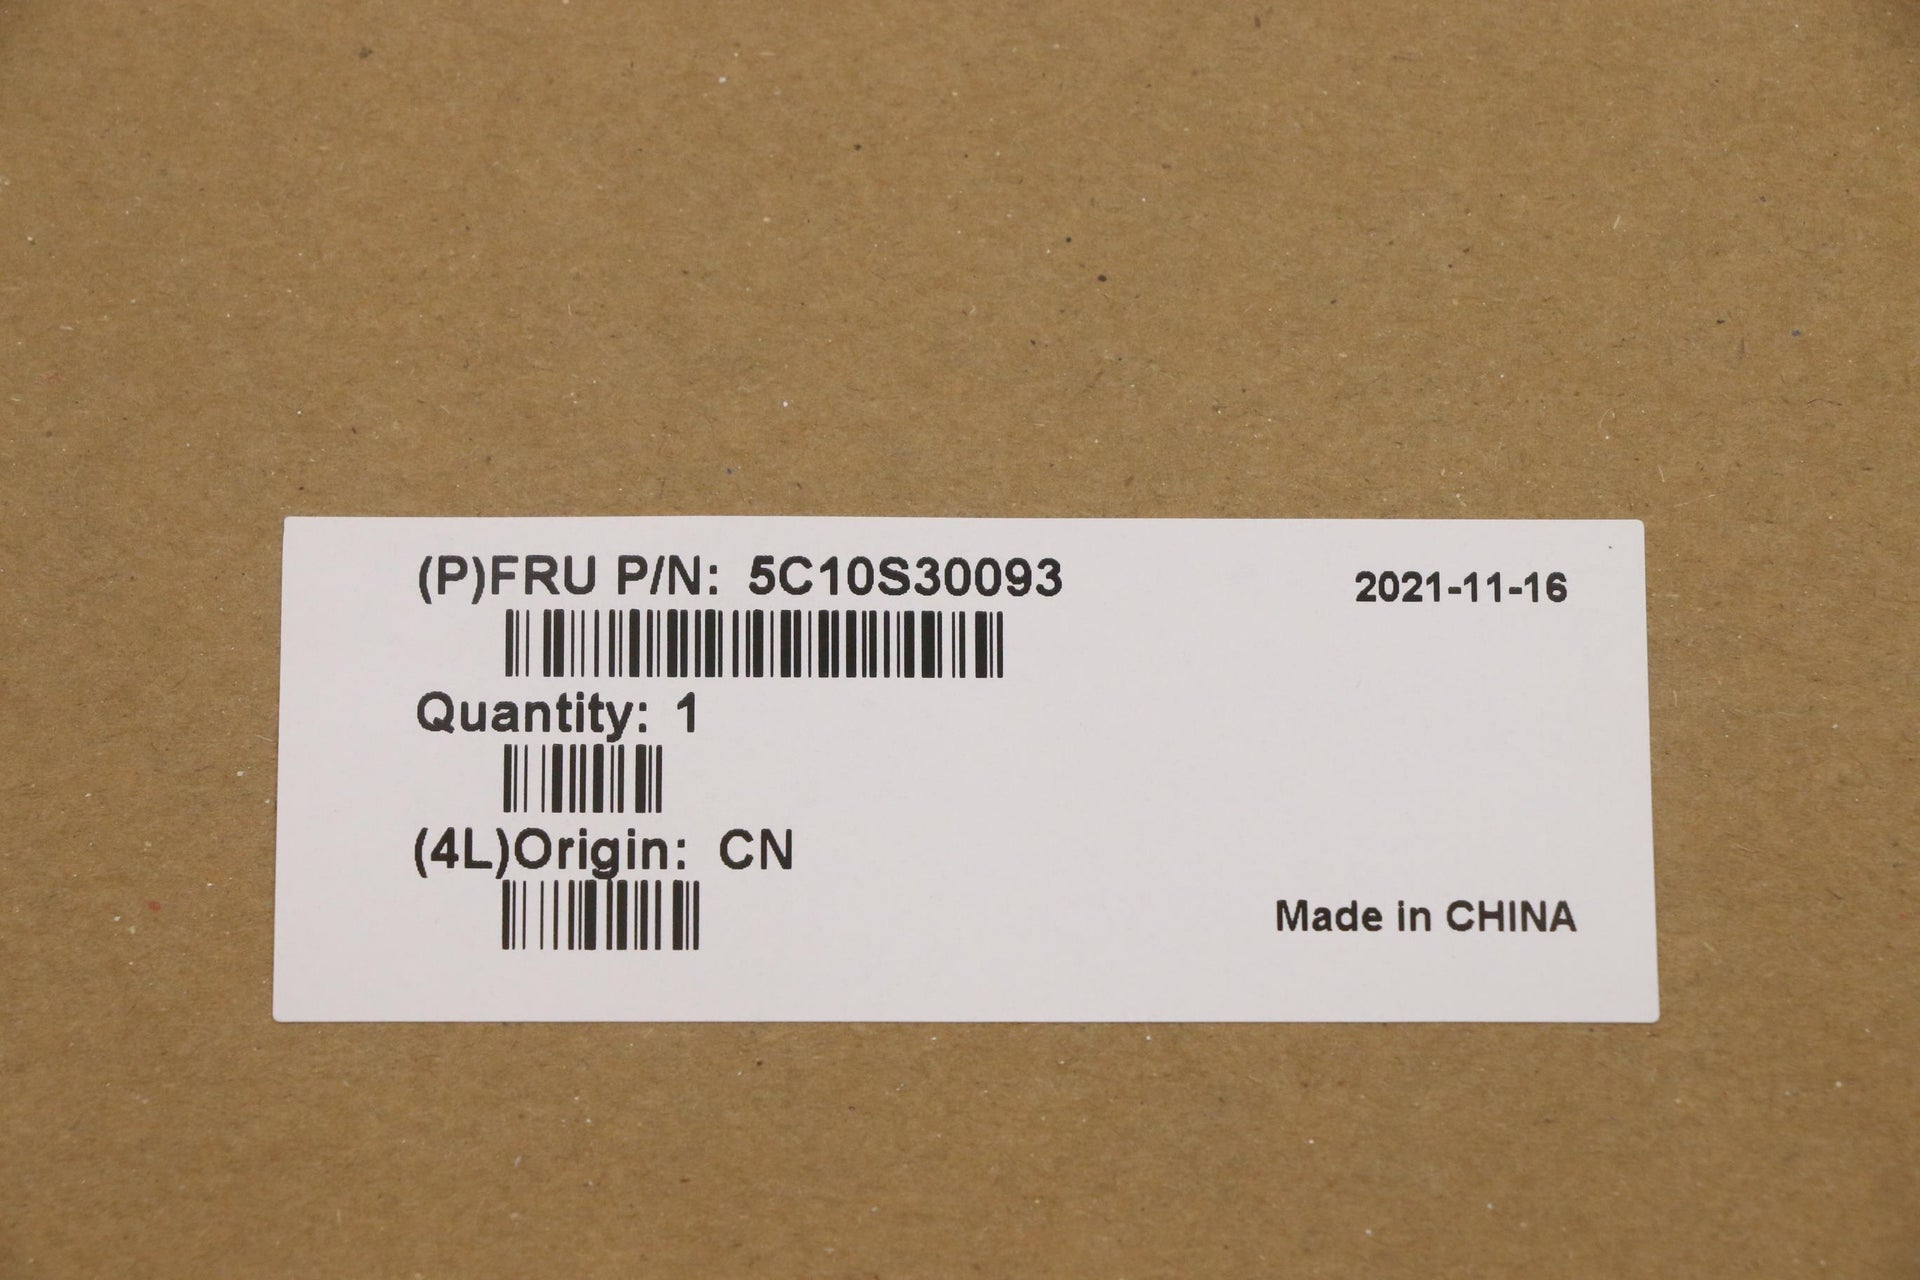 (P)FRU P/N: 5C10S30093
2021-11-16
Quantity: 1
(4L)Origin: CN
Made in CHINA